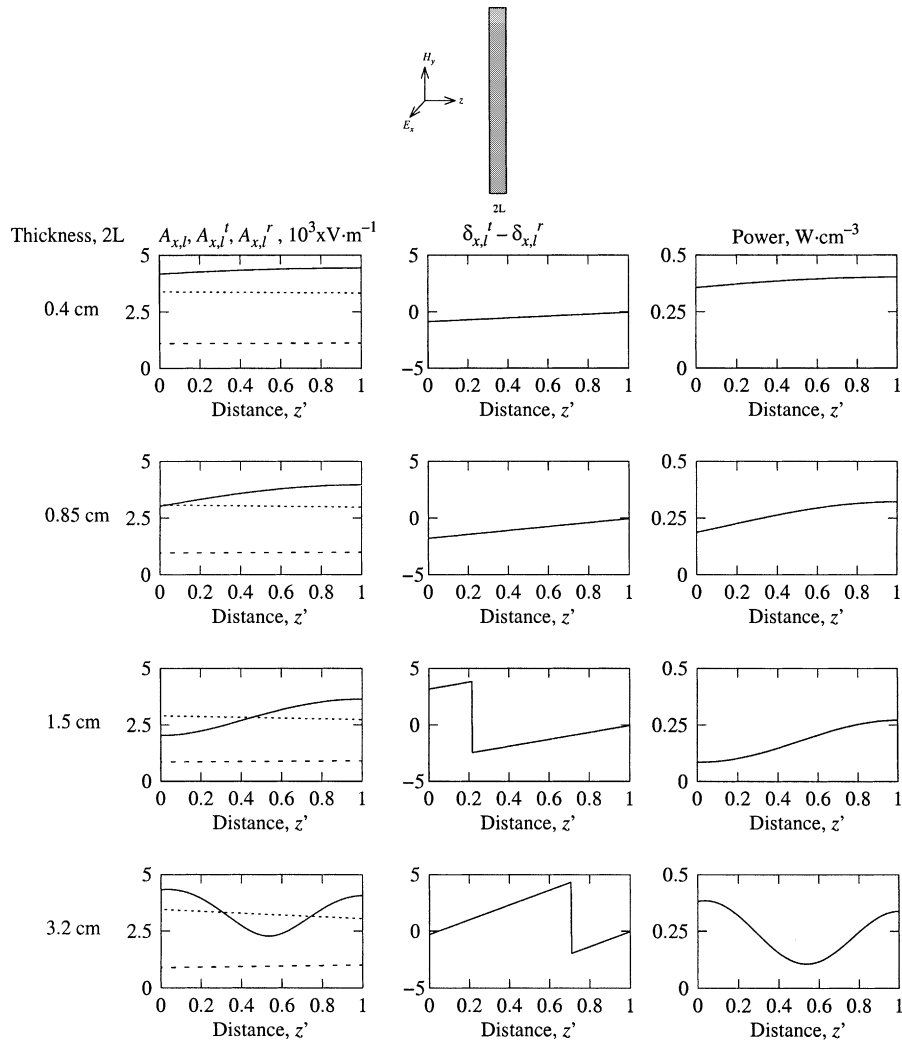 H_y
z
E_x
2L
Thickness, 2L A_{x,l}, A_{x,l}^t, A_{x,l}^r , 10^3xV·m^{−1} δ_{x,l}^t – δ_{x,l}^r Power, W·cm^{−3}
0.4 cm
5
2.5
0
0 0.2 0.4 0.6 0.8 1
Distance, z’
5
0
−5
0 0.2 0.4 0.6 0.8 1
Distance, z’
0.5
0.25
0
0 0.2 0.4 0.6 0.8 1
Distance, z’
0.85 cm
5
2.5
0
0 0.2 0.4 0.6 0.8 1
Distance, z’
5
0
−5
0 0.2 0.4 0.6 0.8 1
Distance, z’
0.5
0.25
0
0 0.2 0.4 0.6 0.8 1
Distance, z’
1.5 cm
5
2.5
0
0 0.2 0.4 0.6 0.8 1
Distance, z’
5
0
−5
0 0.2 0.4 0.6 0.8 1
Distance, z’
0.5
0.25
0
0 0.2 0.4 0.6 0.8 1
Distance, z’
3.2 cm
5
2.5
0
0 0.2 0.4 0.6 0.8 1
Distance, z’
5
0
−5
0 0.2 0.4 0.6 0.8 1
Distance, z’
0.5
0.25
0
0 0.2 0.4 0.6 0.8 1
Distance, z’